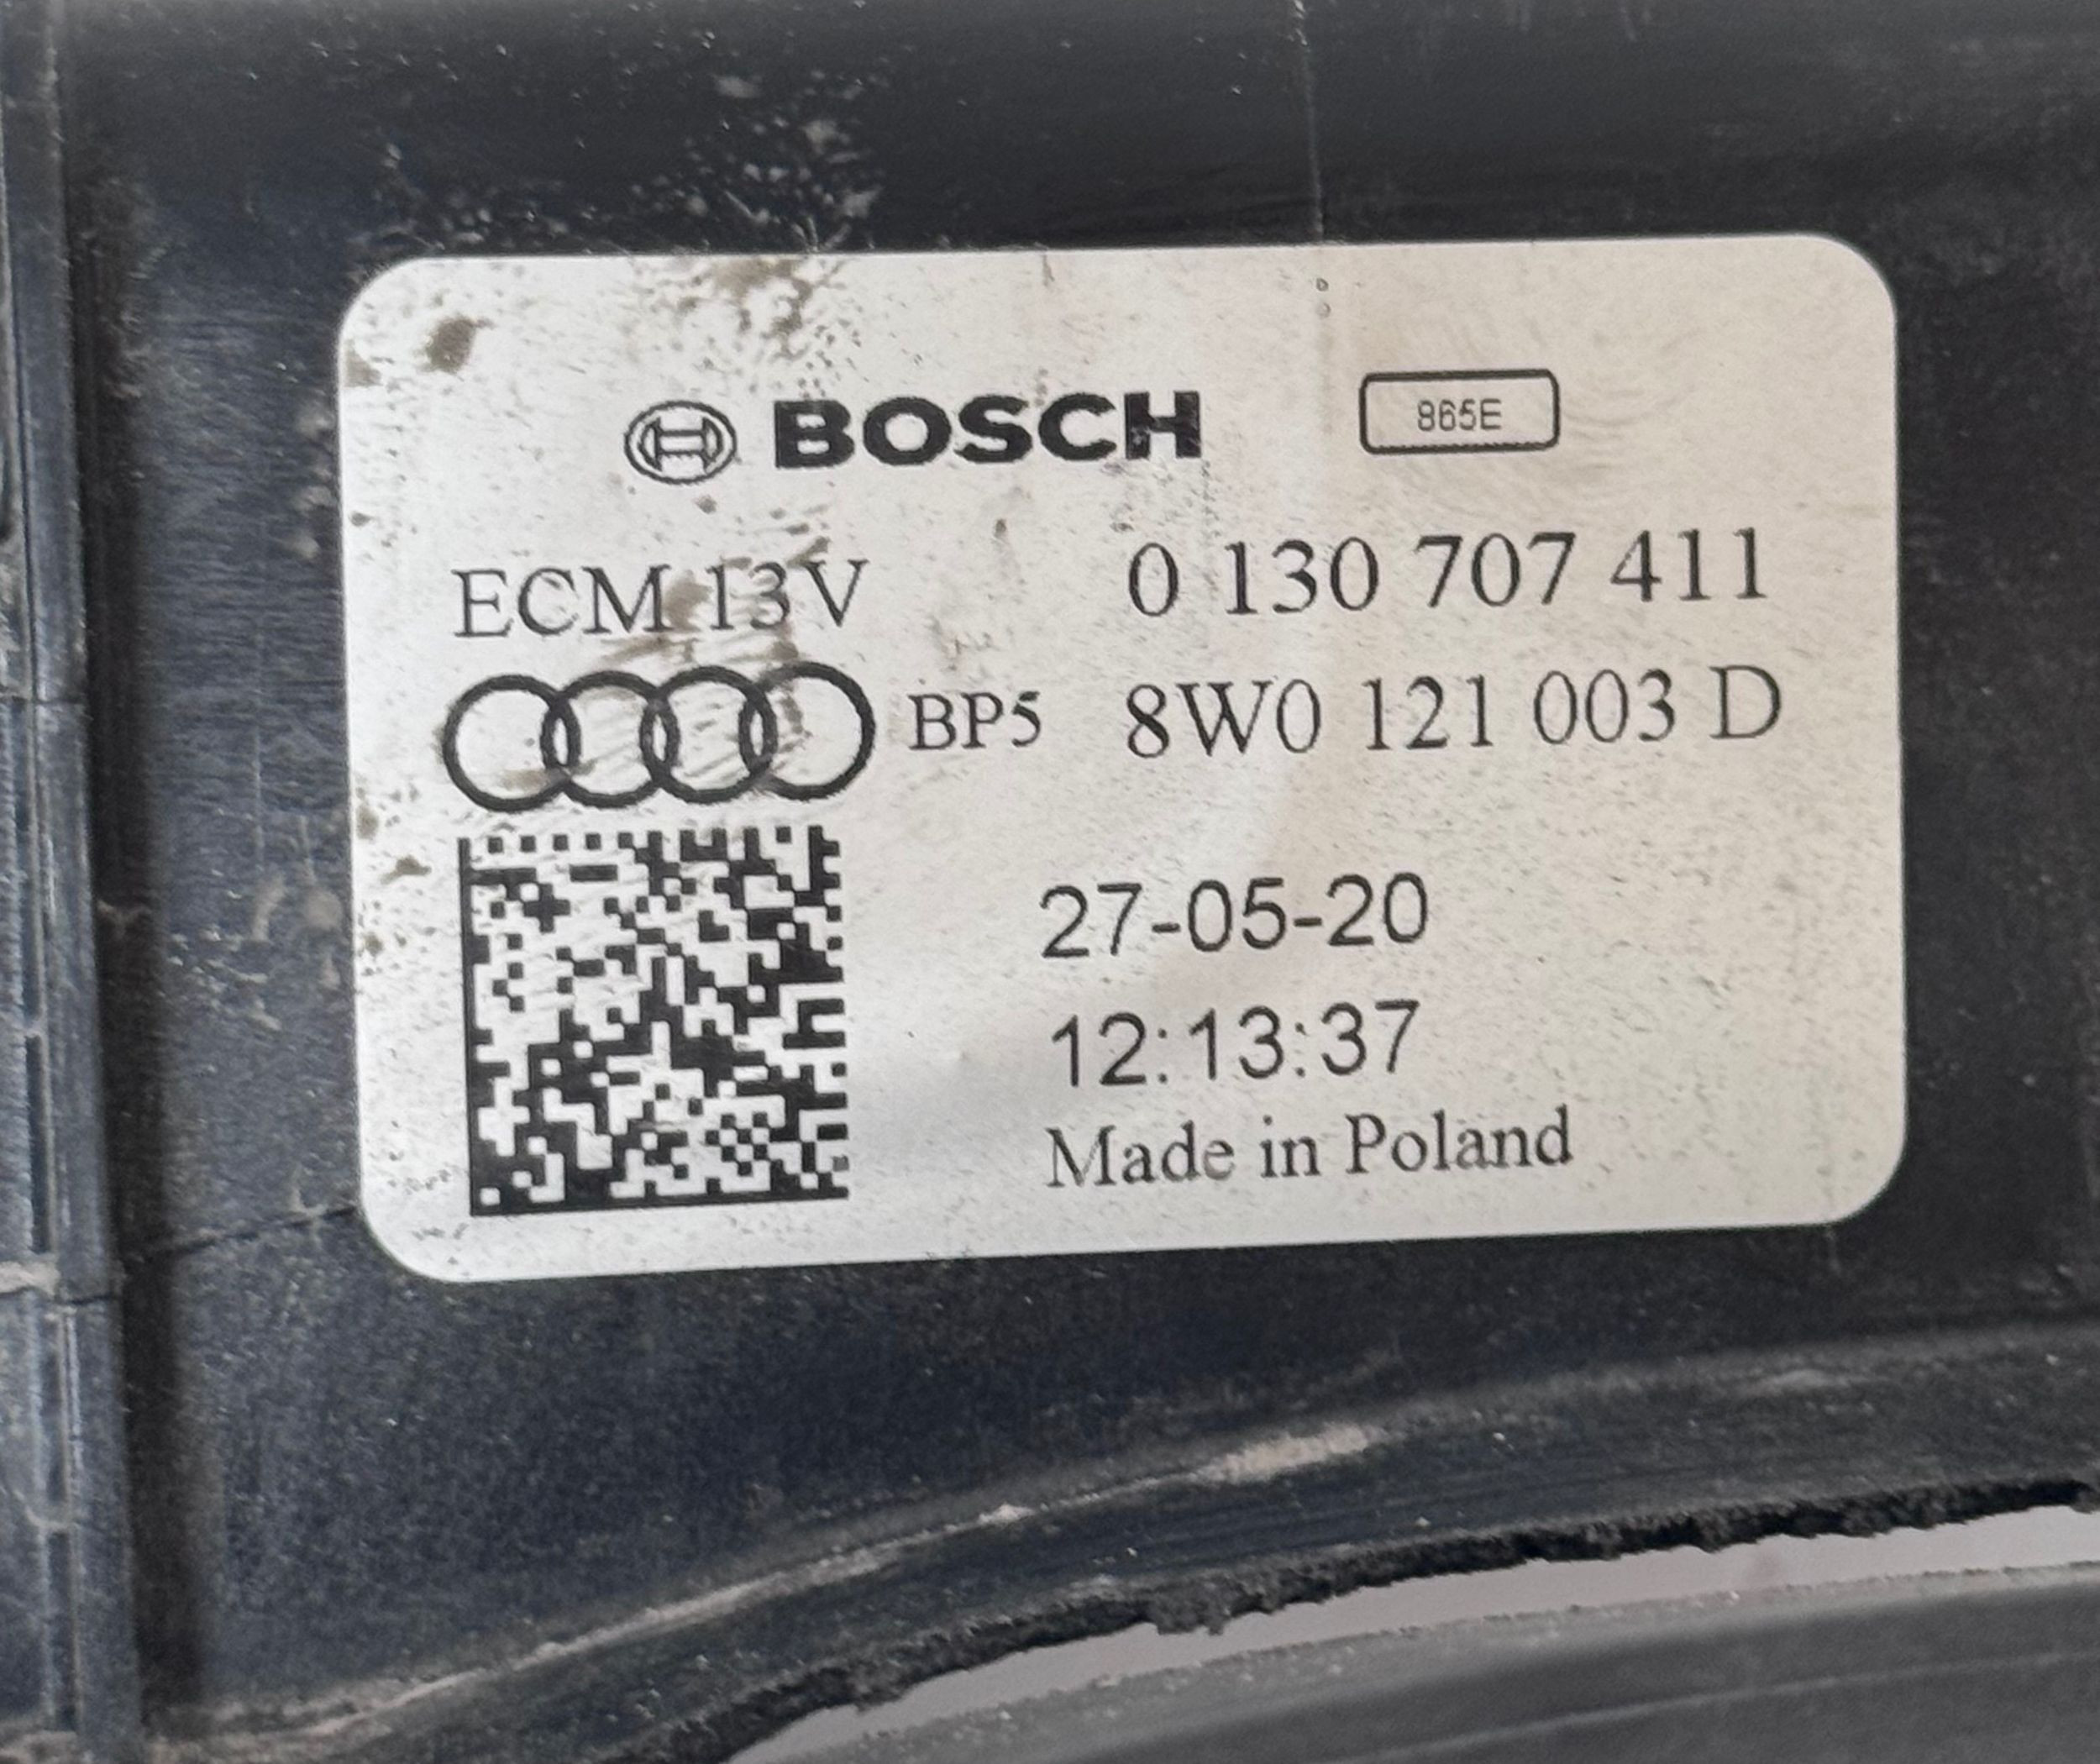 BOSCH 865E
ECM 13V 0 130 707 411
BP5 8W0 121 003 D
27-05-20
12:13:37
Made in Poland